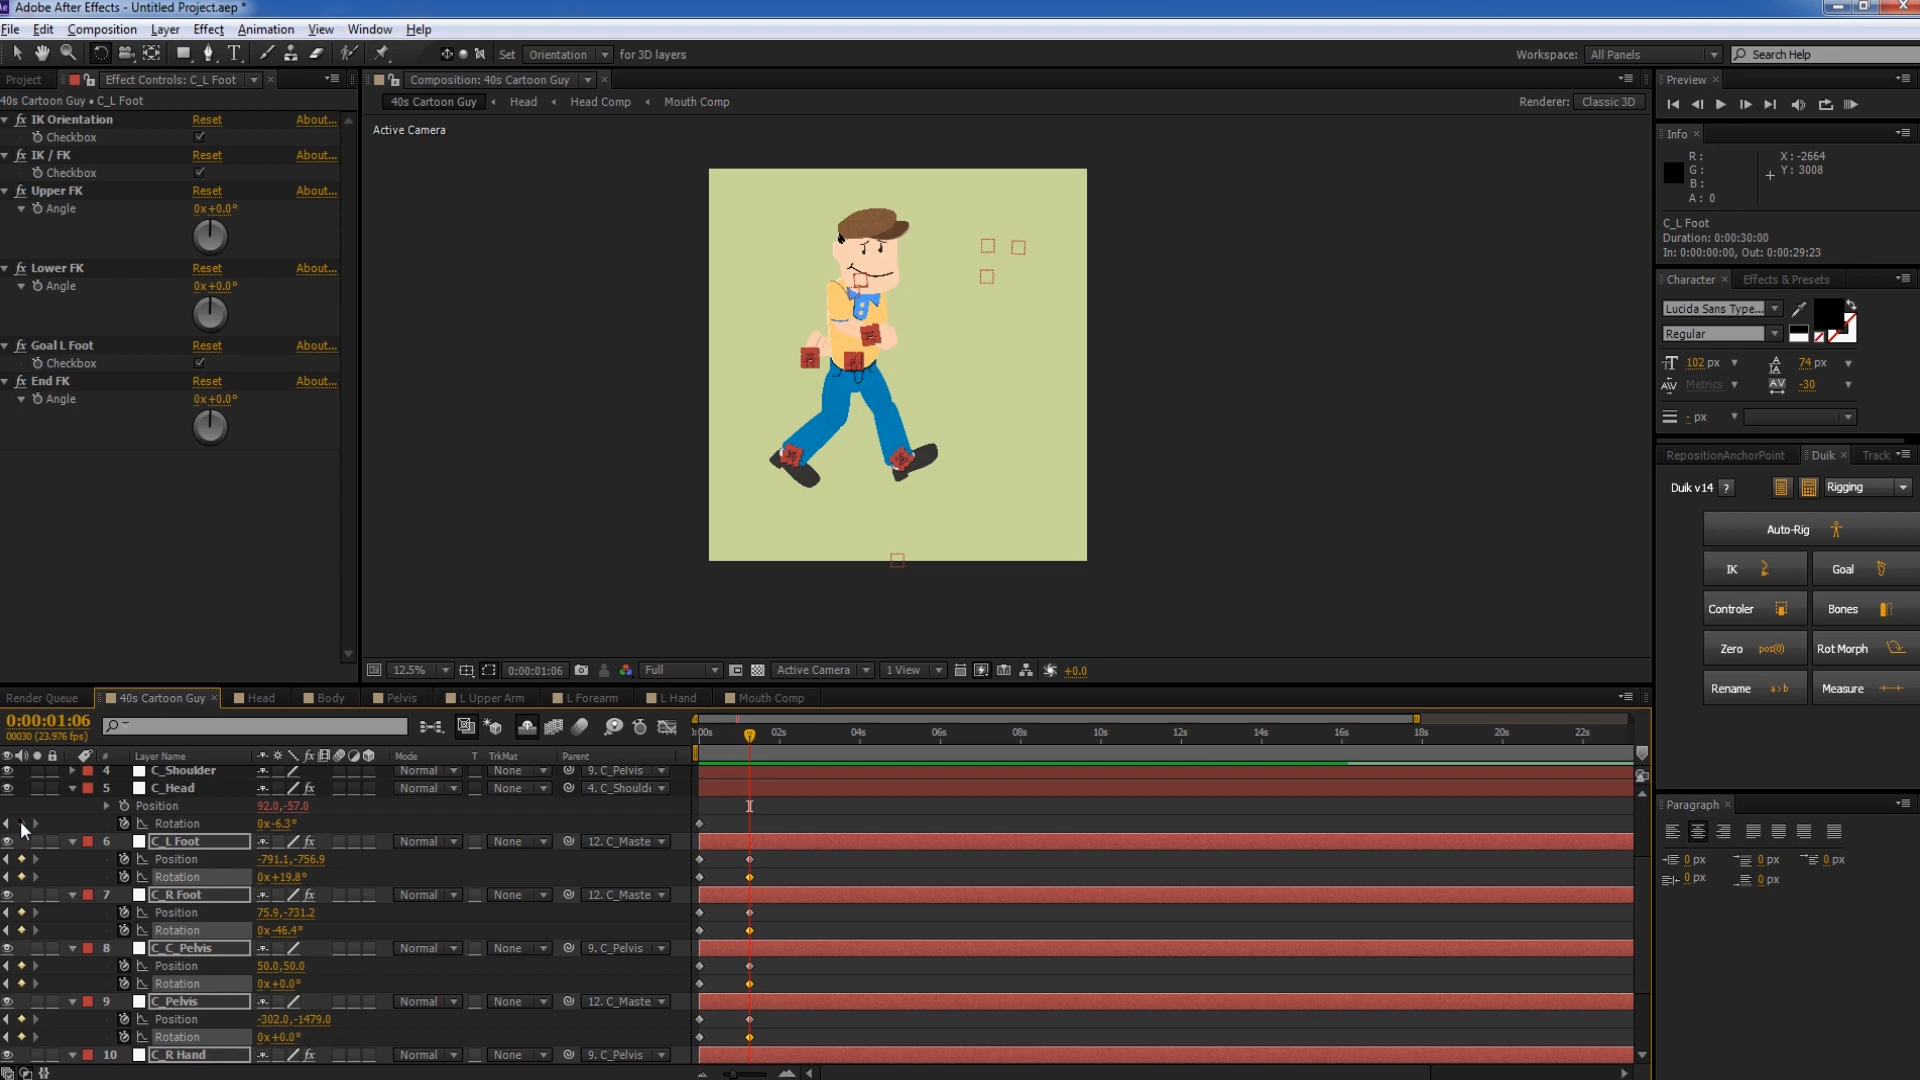 Adobe After Effects - Untitled Project.aep *
File Edit Composition Layer Effect Animation View Window Help
Set Orientation for 3D layers Workspace: All Panels Search Help
Project Effect Controls: C_L Foot Composition: 40s Cartoon Guy Preview
40s Cartoon Guy • C_L Foot 40s Cartoon Guy Head Head Comp Mouth Comp Renderer: Classic 3D
IK Orientation Reset About...
Checkbox
Active Camera
Info
IK / FK Reset About...
Checkbox
R :
G :
B :
A : 0
X : -2664
Y : 3008
Upper FK Reset About...
Angle 0x+0.0°
C_L Foot
Duration: 0:00:30:00
In: 0:00:00:00, Out: 0:00:29:23
Lower FK Reset About...
Angle 0x+0.0°
Character Effects & Presets
Lucida Sans Type...
Regular
Goal L Foot Reset About...
Checkbox
102 px 74 px
Metrics -30
End FK Reset About...
Angle 0x+0.0°
- px
RepositionAnchorPoint Duik Track
Duik v14 ? Rigging
Auto-Rig
IK Goal
Controler Bones
Zero pos(0) Rot Morph
Rename a>b Measure
12.5% 0:00:01:06 Full Active Camera 1 View +0.0
Render Queue 40s Cartoon Guy Head Body Pelvis L Upper Arm L Forearm L Hand Mouth Comp
0:00:01:06
00030 (23.976 fps)
:00s 02s 04s 06s 08s 10s 12s 14s 16s 18s 20s 22s
# Layer Name Mode T TrkMat Parent
4 C_Shoulder Normal None 9. C_Pelvis
5 C_Head Normal None 4. C_Should
Position 92.0,-57.0
Rotation 0x-6.3°
6 C_L Foot Normal None 12. C_Maste
Position -791.1,-756.9
Rotation 0x+19.8°
7 C_R Foot Normal None 12. C_Maste
Position 75.9,-731.2
Rotation 0x-46.4°
8 C_C_Pelvis Normal None 9. C_Pelvis
Position 50.0,50.0
Rotation 0x+0.0°
9 C_Pelvis Normal None 12. C_Maste
Position -302.0,-1479.0
Rotation 0x+0.0°
10 C_R Hand Normal None 9. C_Pelvis
Paragraph
0 px 0 px 0 px
0 px 0 px